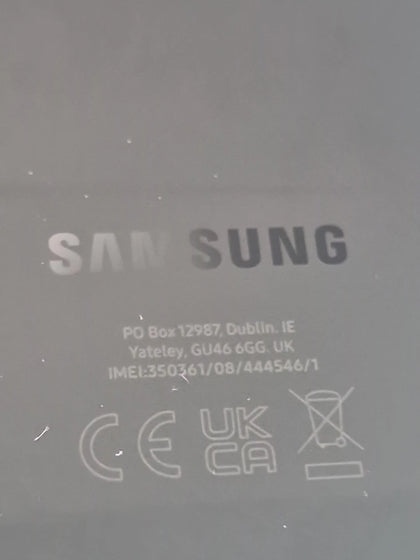 SAMSUNG
PO Box 12987, Dublin. IE
Yateley, GU46 6GG. UK
IMEI:350361/08/444546/1
CE UK
CA